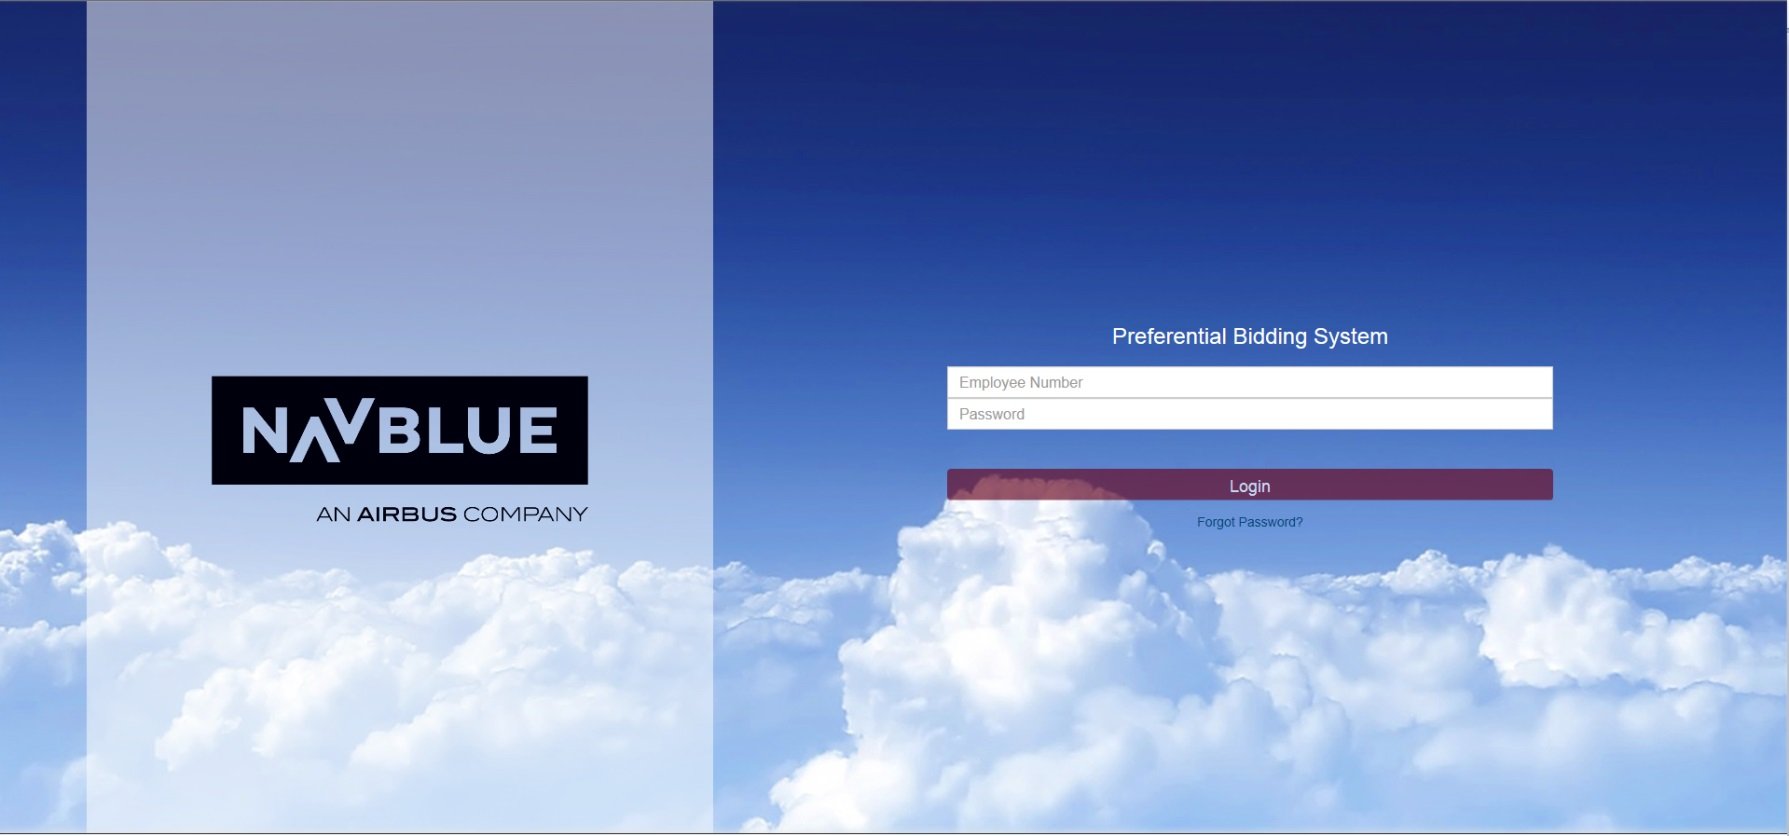 NAVBLUE
AN AIRBUS COMPANY
Preferential Bidding System
Employee Number
Password
Login
Forgot Password?